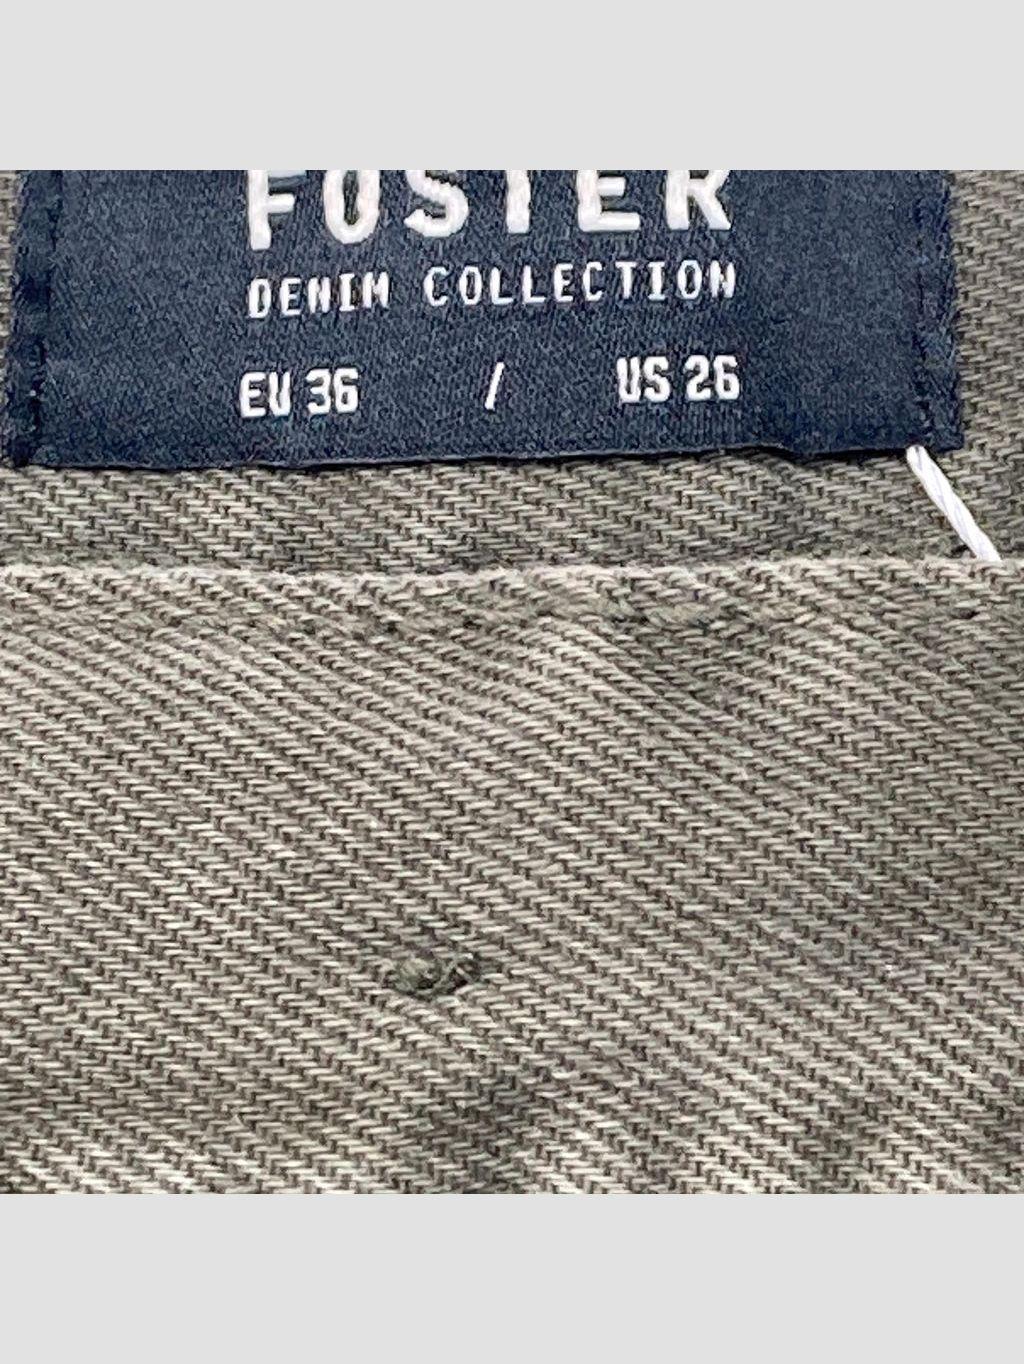 FOSTER
DENIM COLLECTION
EU 36 / US 26